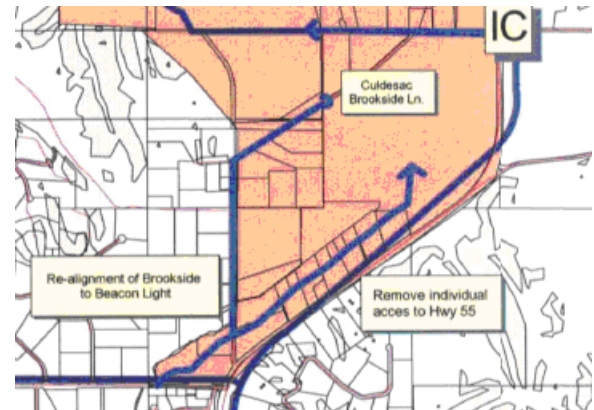 IC
Culdesac
Brookside Ln.
Re-alignment of Brookside
to Beacon Light
Remove individual
acces to Hwy 55